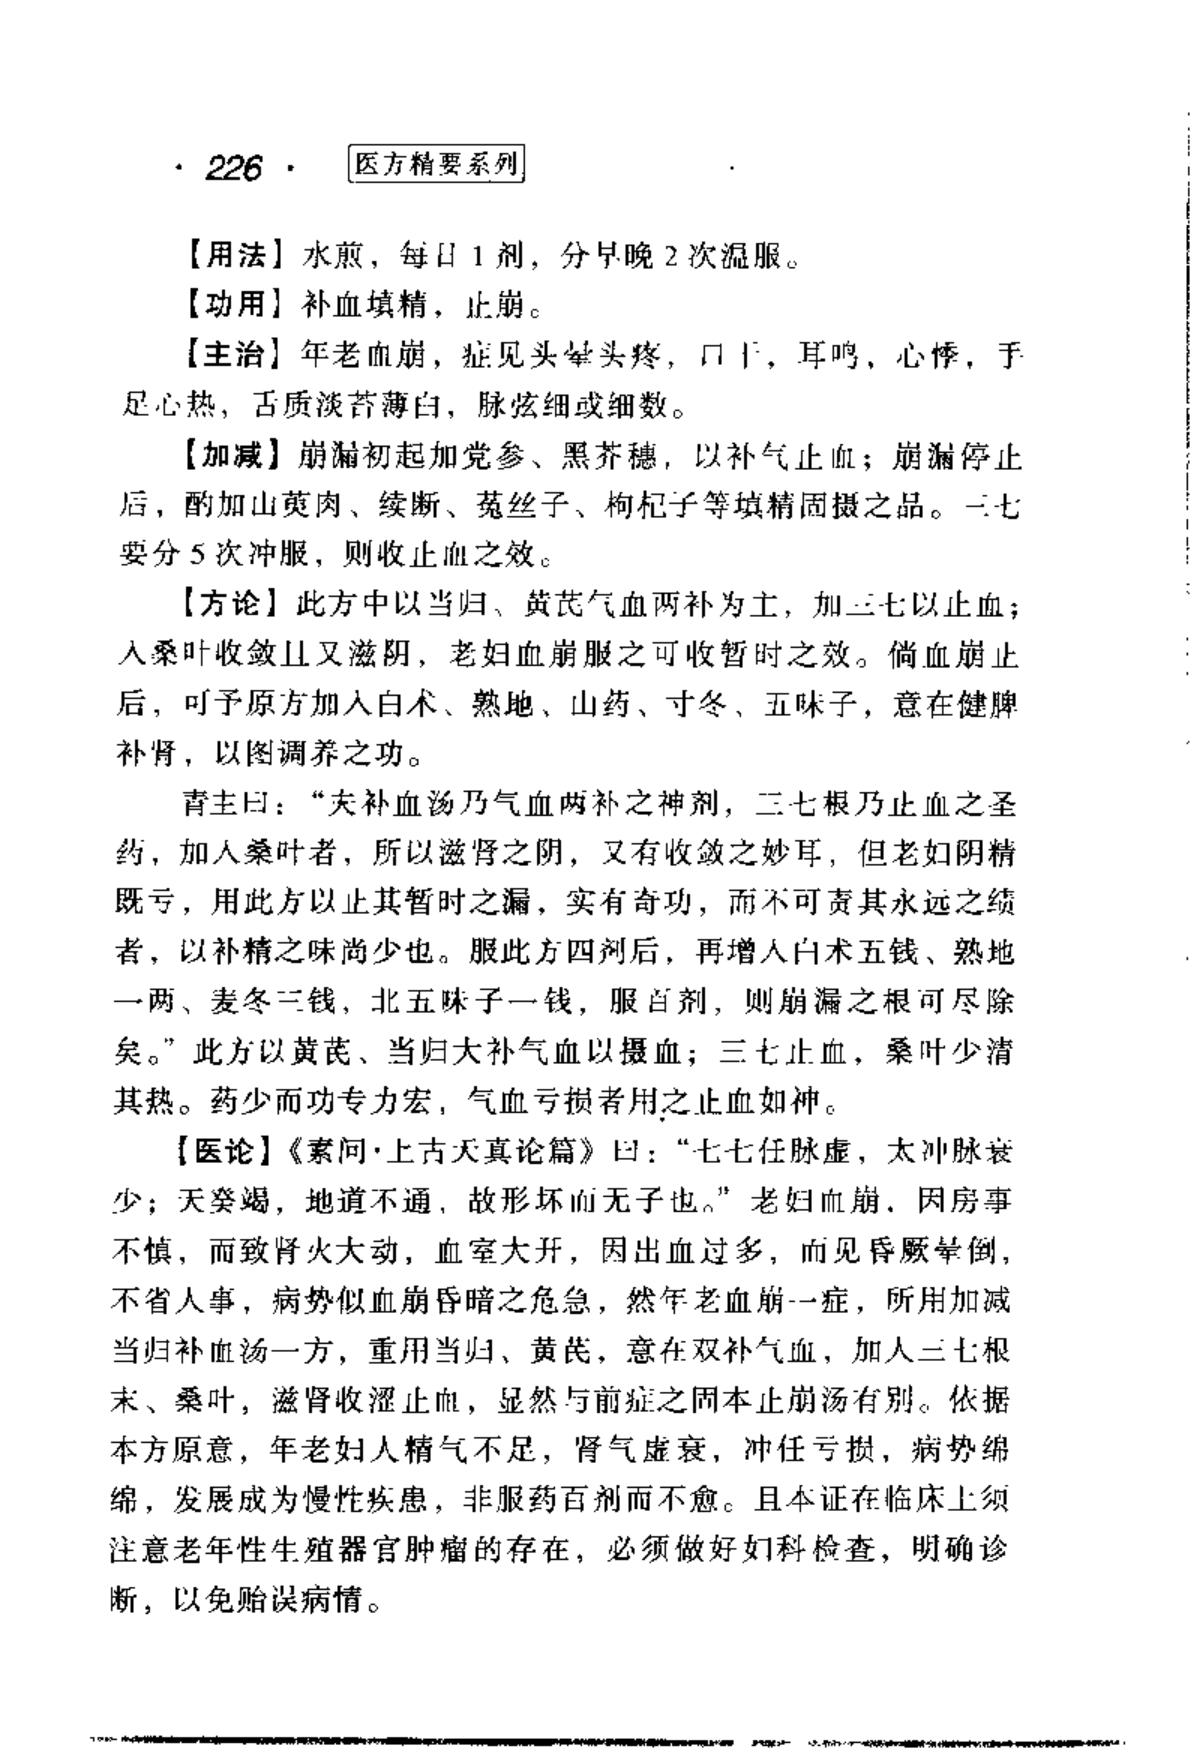 · 226 · 医方精要系列
【用法】水煎，每日1剂，分早晚2次温服。
【功用】补血填精，止崩。
【主治】年老血崩，症见头晕头疼，口干，耳鸣，心悸，手
足心热，舌质淡苔薄白，脉弦细或细数。
【加减】崩漏初起加党参、黑芥穗，以补气止血；崩漏停止
后，酌加山萸肉、续断、菟丝子、枸杞子等填精固摄之品。三七
要分5次冲服，则收止血之效。
【方论】此方中以当归、黄芪气血两补为主，加三七以止血；
入桑叶收敛且又滋阴，老妇血崩服之可收暂时之效。倘血崩止
后，可予原方加入白术、熟地、山药、寸冬、五味子，意在健脾
补肾，以图调养之功。
青主曰：“夫补血汤乃气血两补之神剂，三七根乃止血之圣
药，加入桑叶者，所以滋肾之阴，又有收敛之妙耳，但老妇阴精
既亏，用此方以止其暂时之漏，实有奇功，而不可责其永远之绩
者，以补精之味尚少也。服此方四剂后，再增入白术五钱、熟地
一两、麦冬三钱，北五味子一钱，服百剂，则崩漏之根可尽除
矣。”此方以黄芪、当归大补气血以摄血；三七止血，桑叶少清
其热。药少而功专力宏，气血亏损者用之止血如神。
【医论】《素问·上古天真论篇》曰：“七七任脉虚，太冲脉衰
少；天癸竭，地道不通，故形坏而无子也。”老妇血崩，因房事
不慎，而致肾火大动，血室大开，因出血过多，而见昏厥晕倒，
不省人事，病势似血崩昏暗之危急，然年老血崩一症，所用加减
当归补血汤一方，重用当归、黄芪，意在双补气血，加入三七根
末、桑叶，滋肾收涩止血，显然与前症之固本止崩汤有别。依据
本方原意，年老妇人精气不足，肾气虚衰，冲任亏损，病势绵
绵，发展成为慢性疾患，非服药百剂而不愈。且本证在临床上须
注意老年性生殖器官肿瘤的存在，必须做好妇科检查，明确诊
断，以免贻误病情。